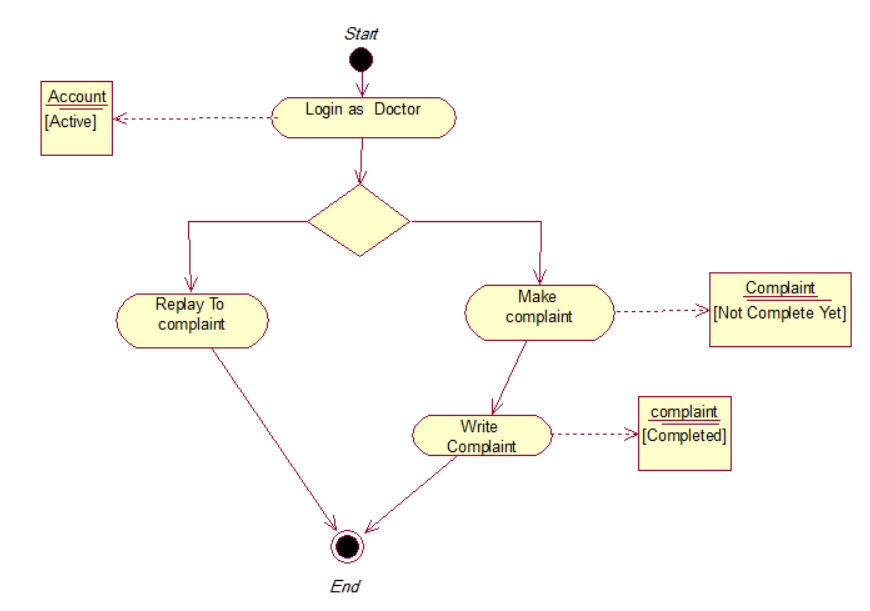 Start
Account
[Active]
Login as Doctor
Replay To
complaint
Make
complaint
Complaint
[Not Complete Yet]
Write
Complaint
complaint
[Completed]
End